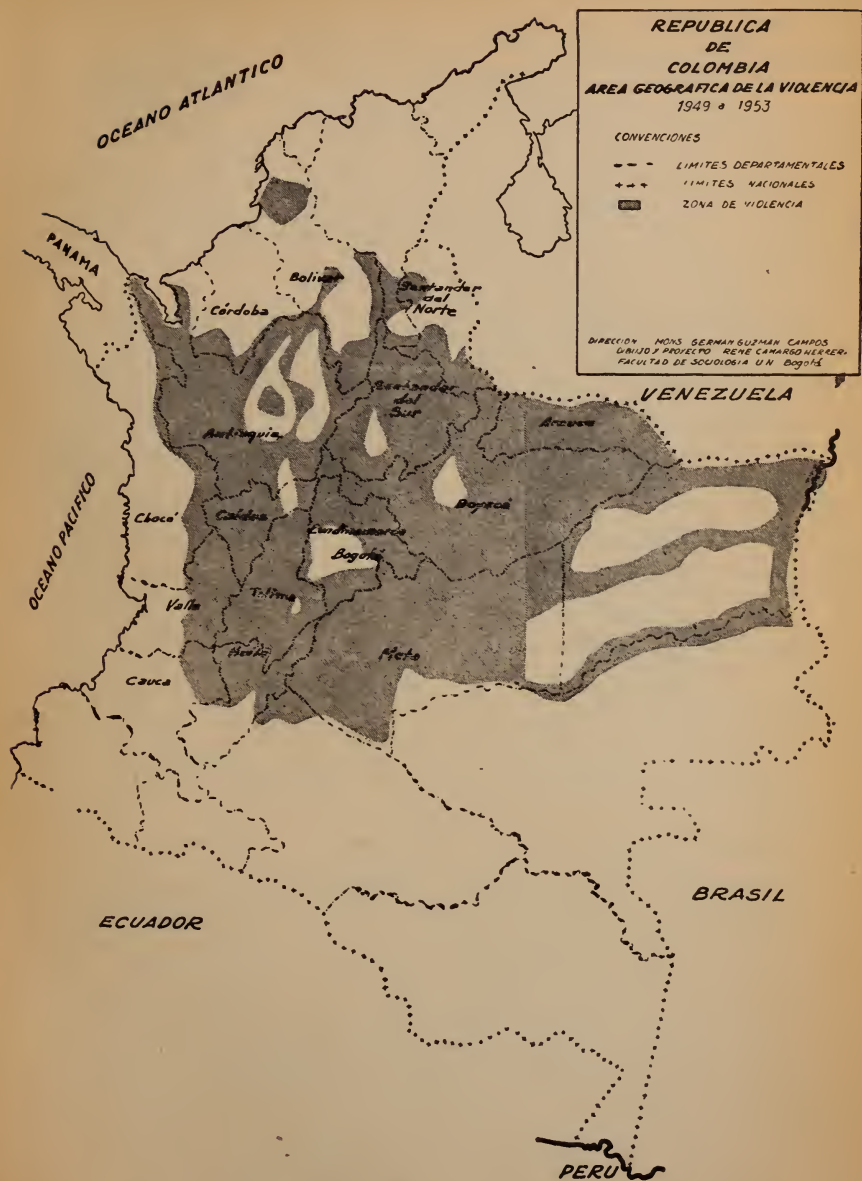 REPUBLICA
DE
COLOMBIA
AREA GEOGRAFICA DE LA VIOLENCIA
1949 a 1953
CONVENCIONES
LIMITES DEPARTAMENTALES
LIMITES NACIONALES
ZONA DE VIOLENCIA
DIRECCION MONS GERMAN GUZMAN CAMPOS
DIBUJO Y PROYECTO RENE CAMARGO HERRERA
FACULTAD DE SOCIOLOGIA U N Bogotá
OCEANO ATLANTICO
PANAMA
Bolivar
Santander
del
Norte
Córdoba
VENEZUELA
Santander
del
Sur
Arauca
Antioquia
OCEANO PACIFICO
Chocó
Caldas
Boyacá
Cundinamarca
Bogotá
Valle
Tolima
Huila
Meta
Cauca
ECUADOR
BRASIL
PERU